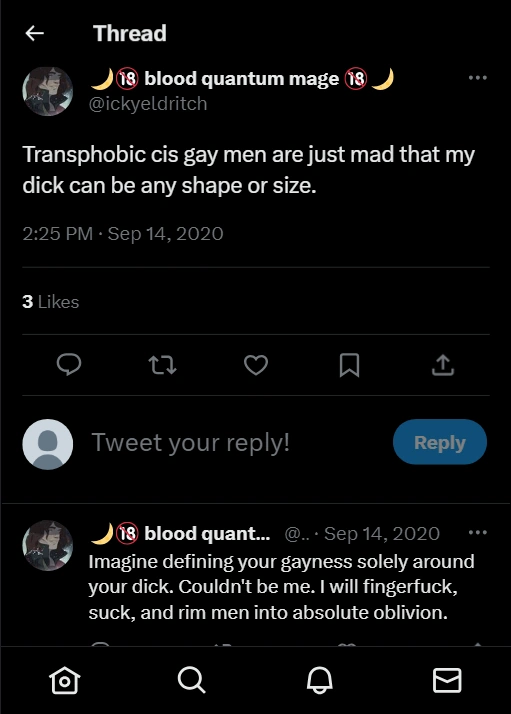 Thread
🌙🔞 blood quantum mage 🔞🌙
@ickyeldritch
Transphobic cis gay men are just mad that my
dick can be any shape or size.
2:25 PM · Sep 14, 2020
3 Likes
Tweet your reply!
Reply
🌙🔞 blood quant... @.. · Sep 14, 2020
Imagine defining your gayness solely around
your dick. Couldn't be me. I will fingerfuck,
suck, and rim men into absolute oblivion.